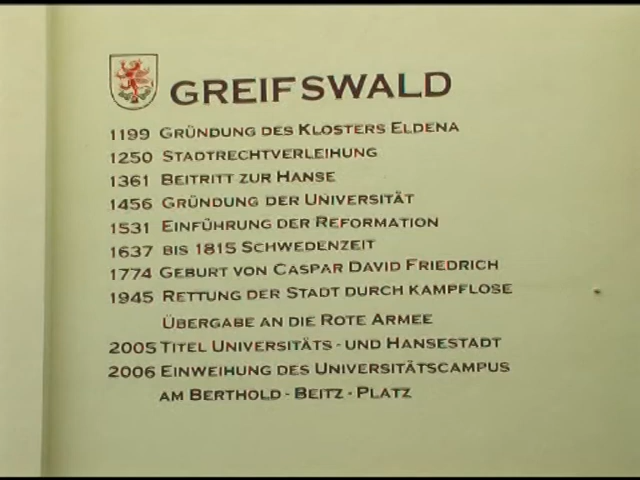 GREIFSWALD
1199 GRÜNDUNG DES KLOSTERS ELDENA
1250 STADTRECHTVERLEIHUNG
1361 BEITRITT ZUR HANSE
1456 GRÜNDUNG DER UNIVERSITÄT
1531 EINFÜHRUNG DER REFORMATION
1637 BIS 1815 SCHWEDENZEIT
1774 GEBURT VON CASPAR DAVID FRIEDRICH
1945 RETTUNG DER STADT DURCH KAMPFLOSE
ÜBERGABE AN DIE ROTE ARMEE
2005 TITEL UNIVERSITÄTS - UND HANSESTADT
2006 EINWEIHUNG DES UNIVERSITÄTSCAMPUS
AM BERTHOLD - BEITZ - PLATZ